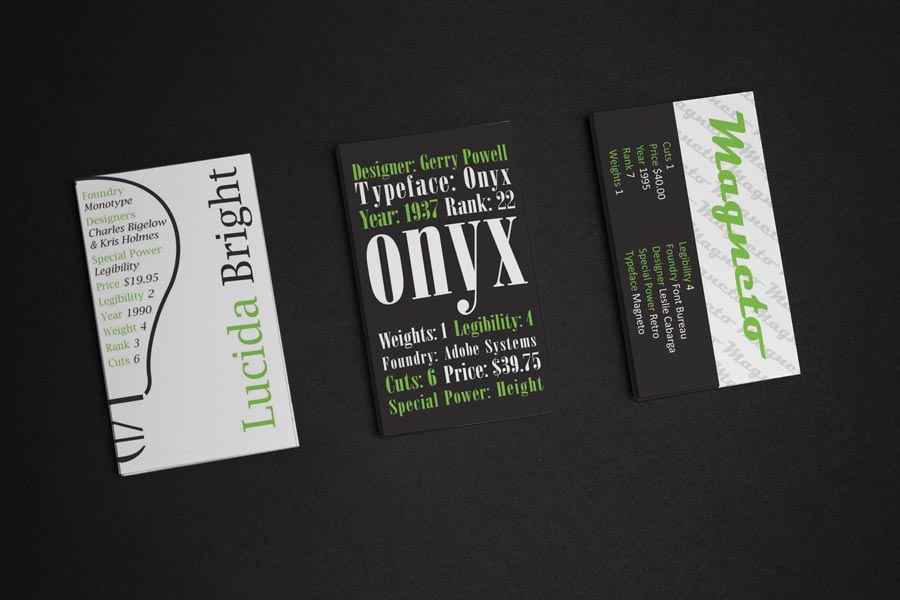 Foundry
Monotype
Designers
Charles Bigelow
& Kris Holmes
Special Power
Legibility
Price $19.95
Legibility 2
Year 1990
Weight 4
Rank 3
Cuts 6
Lucida Bright
Designer: Gerry Powell
Typeface: Onyx
Year: 1937 Rank: 22
onyx
Weights: 1 Legibility: 4
Foundry: Adobe Systems
Cuts: 6 Price: $39.75
Special Power: Height
Magneto
Cuts 1
Price $40.00
Year 1995
Rank 7
Weights 1
Legibility 4
Foundry Font Bureau
Designer Leslie Cabarga
Special Power Retro
Typeface Magneto